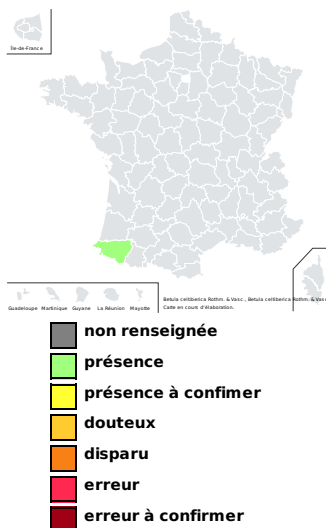 Île-de-France
Guadeloupe Martinique Guyane La Réunion Mayotte
Betula celtiberica Rothm. & Vasc., Betula celtiberica Rothm. & Vasc
Carte en cours d'élaboration.
non renseignée
présence
présence à confimer
douteux
disparu
erreur
erreur à confirmer